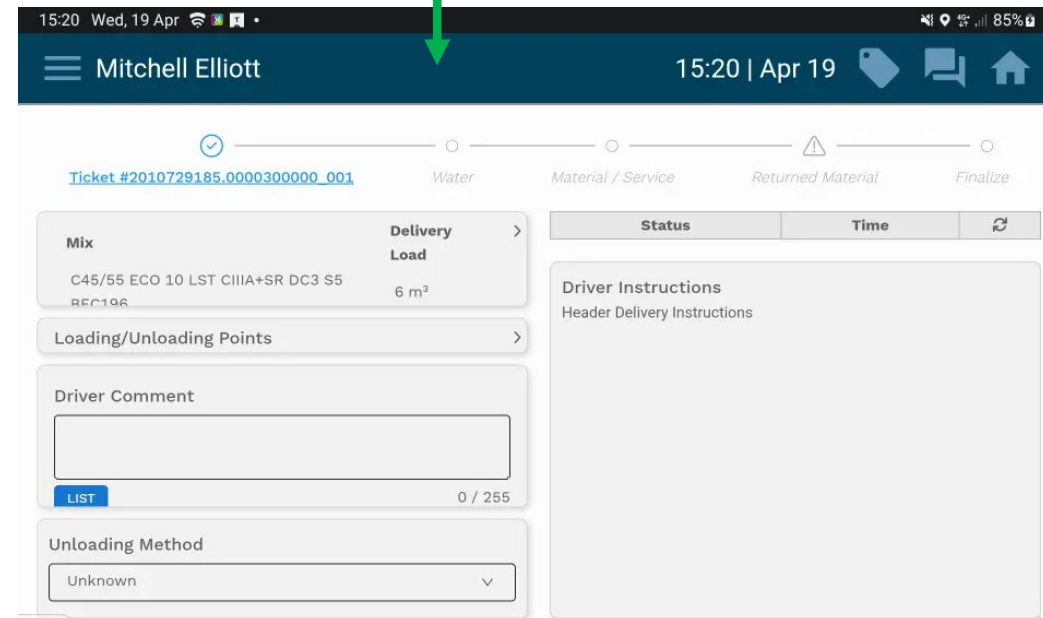 15:20 Wed, 19 Apr 85%
Mitchell Elliott 15:20 | Apr 19
Ticket #2010729185.0000300000_001 Water Material / Service Returned Material Finalize
Mix
Delivery
Load
C45/55 ECO 10 LST CIIIA+SR DC3 S5
6 m³
Loading/Unloading Points
Driver Comment
LIST 0 / 255
Unloading Method
Unknown
Status Time
Driver Instructions
Header Delivery Instructions